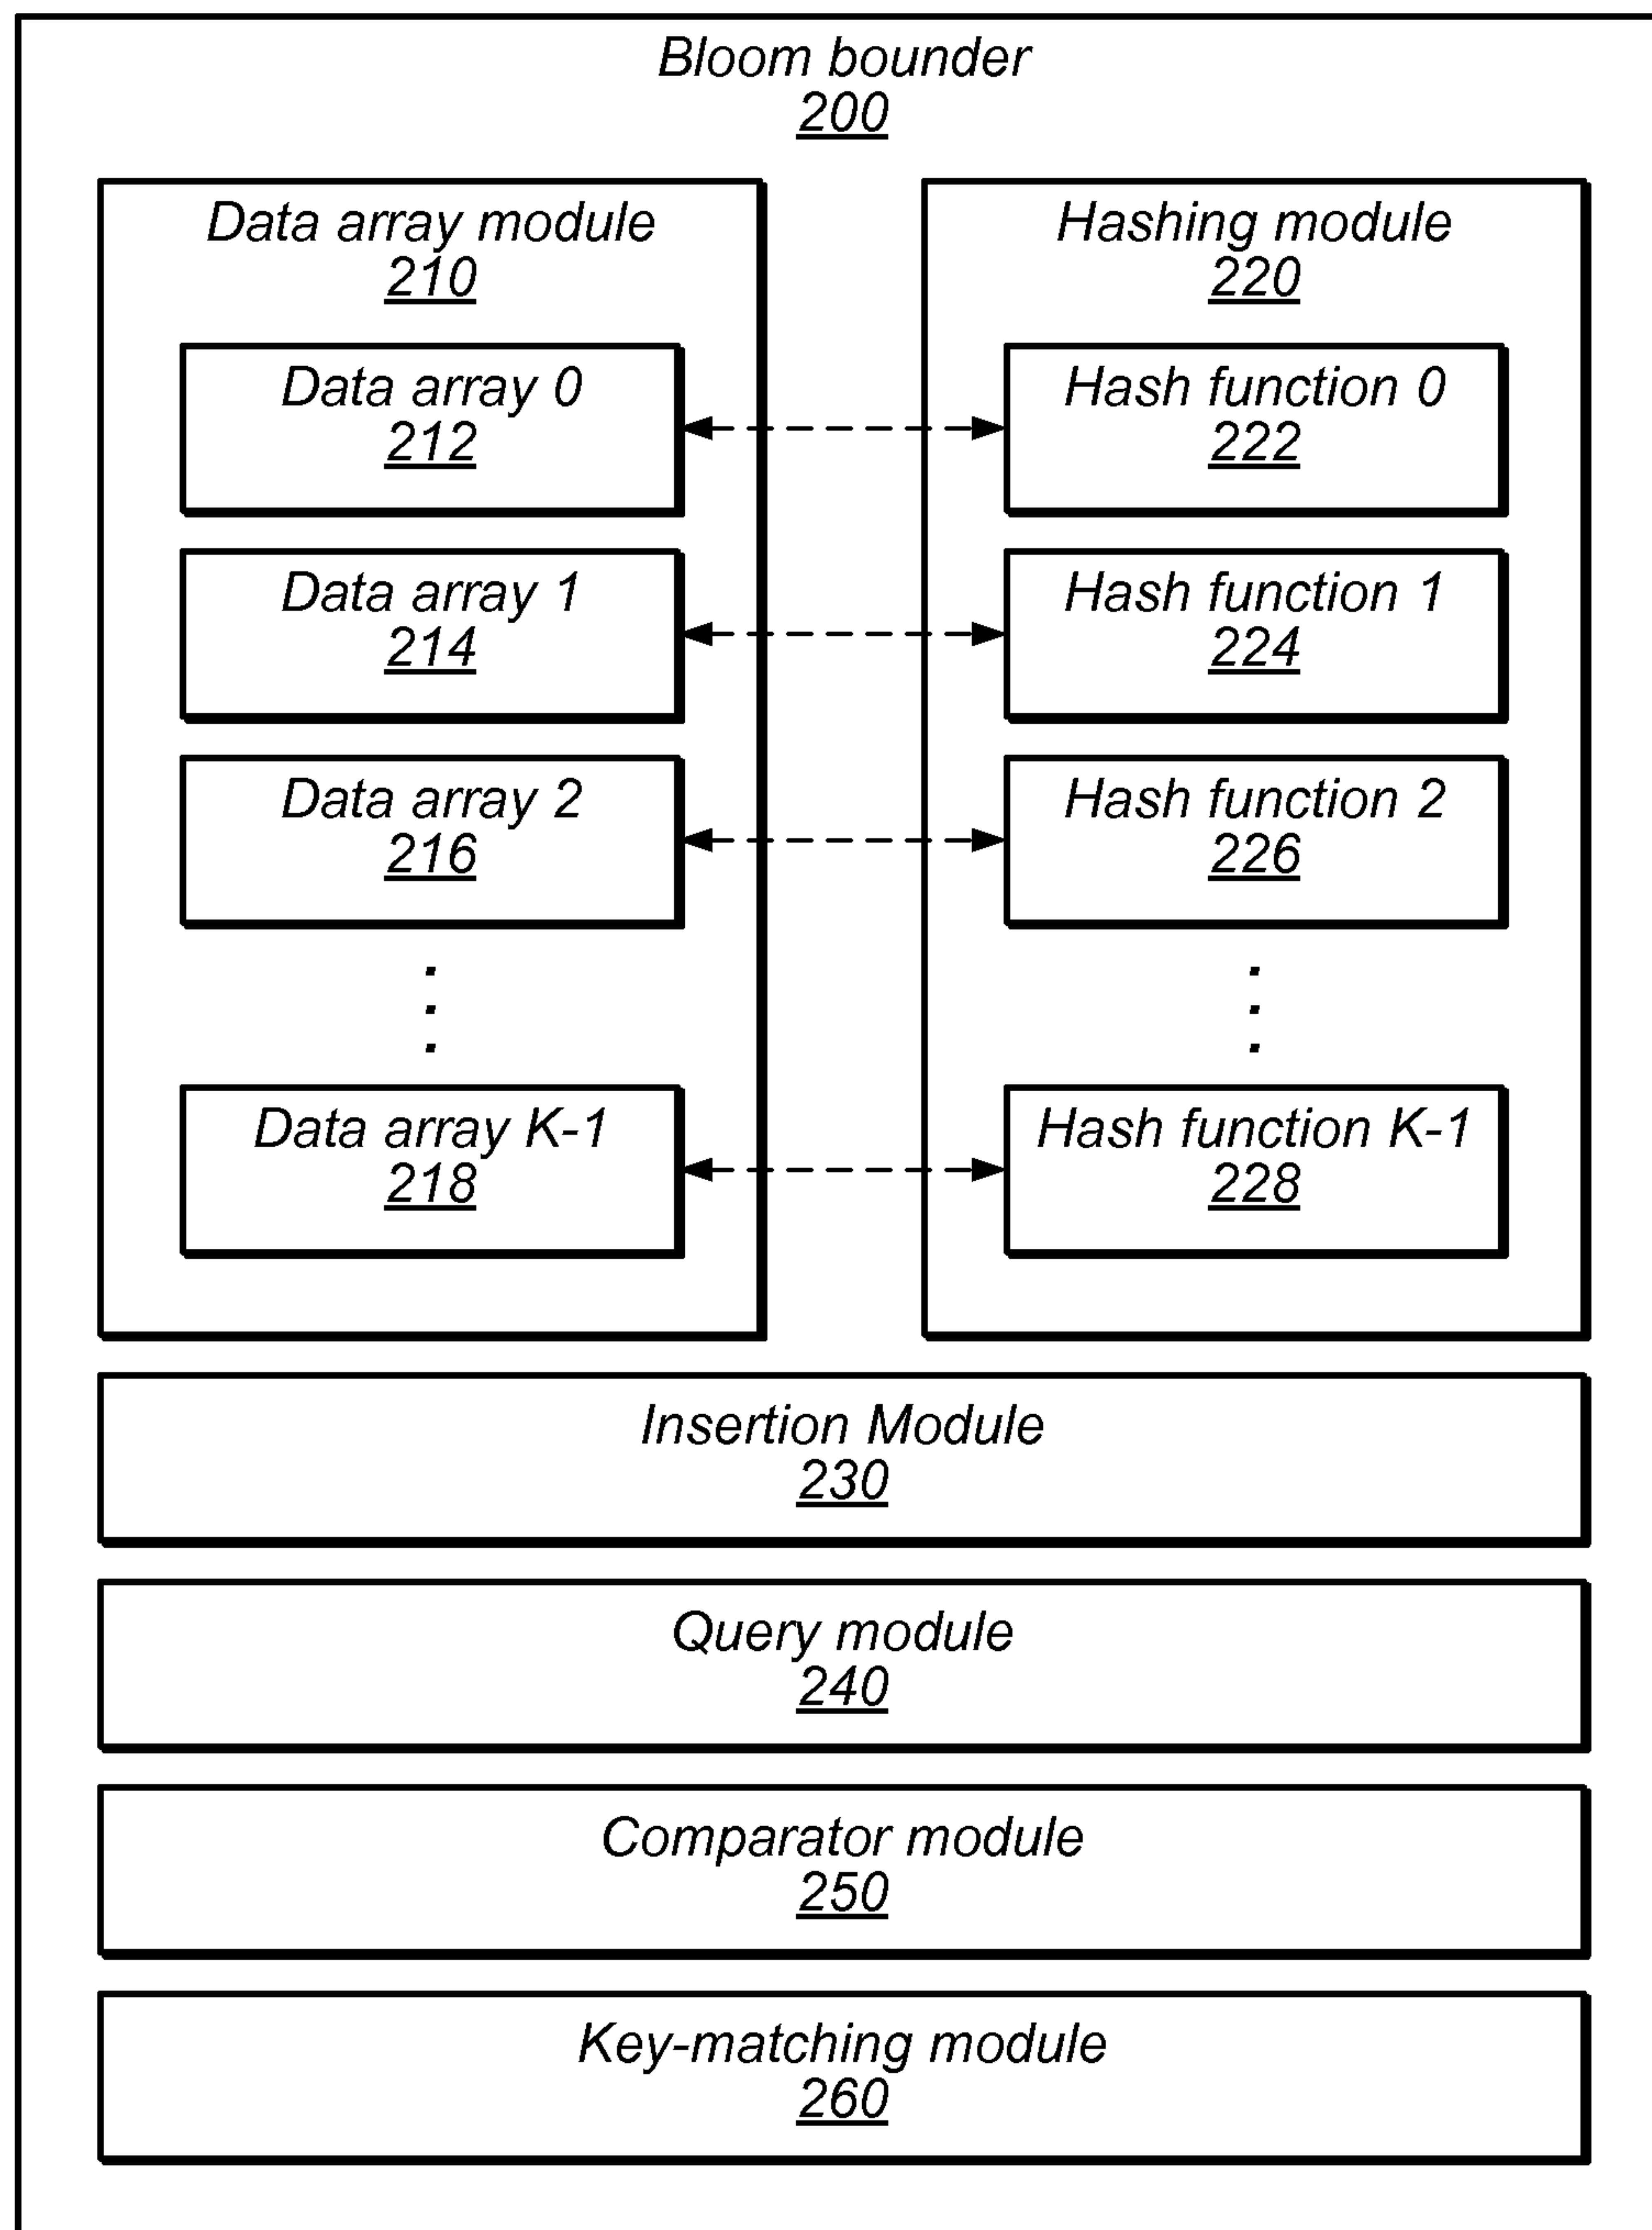 Bloom bounder
200
Data array module
210
Data array 0
212
Data array 1
214
Data array 2
216
Data array K-1
218
Hashing module
220
Hash function 0
222
Hash function 1
224
Hash function 2
226
Hash function K-1
228
Insertion Module
230
Query module
240
Comparator module
250
Key-matching module
260